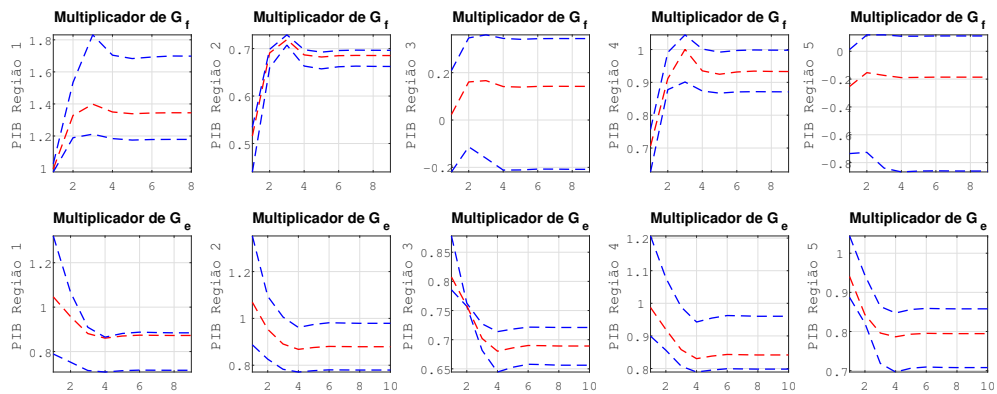 Multiplicador de G f
Multiplicador de G f
Multiplicador de G f
Multiplicador de G f
Multiplicador de G f
PIB Região 1
1.8
1.6
1.4
1.2
1
2 4 6 8
PIB Região 2
0.7
0.6
0.5
2 4 6 8
PIB Região 3
0.2
0
-0.2
2 4 6 8
PIB Região 4
1
0.9
0.8
0.7
2 4 6 8
PIB Região 5
0
-0.2
-0.4
-0.6
-0.8
2 4 6 8
Multiplicador de G e
Multiplicador de G e
Multiplicador de G e
Multiplicador de G e
Multiplicador de G e
PIB Região 1
1.2
1
0.8
2 4 6 8
PIB Região 2
1.2
1
0.8
2 4 6 8 10
PIB Região 3
0.85
0.8
0.75
0.7
0.65
2 4 6 8 10
PIB Região 4
1.2
1.1
1
0.9
0.8
2 4 6 8 10
PIB Região 5
1
0.9
0.8
0.7
2 4 6 8 10